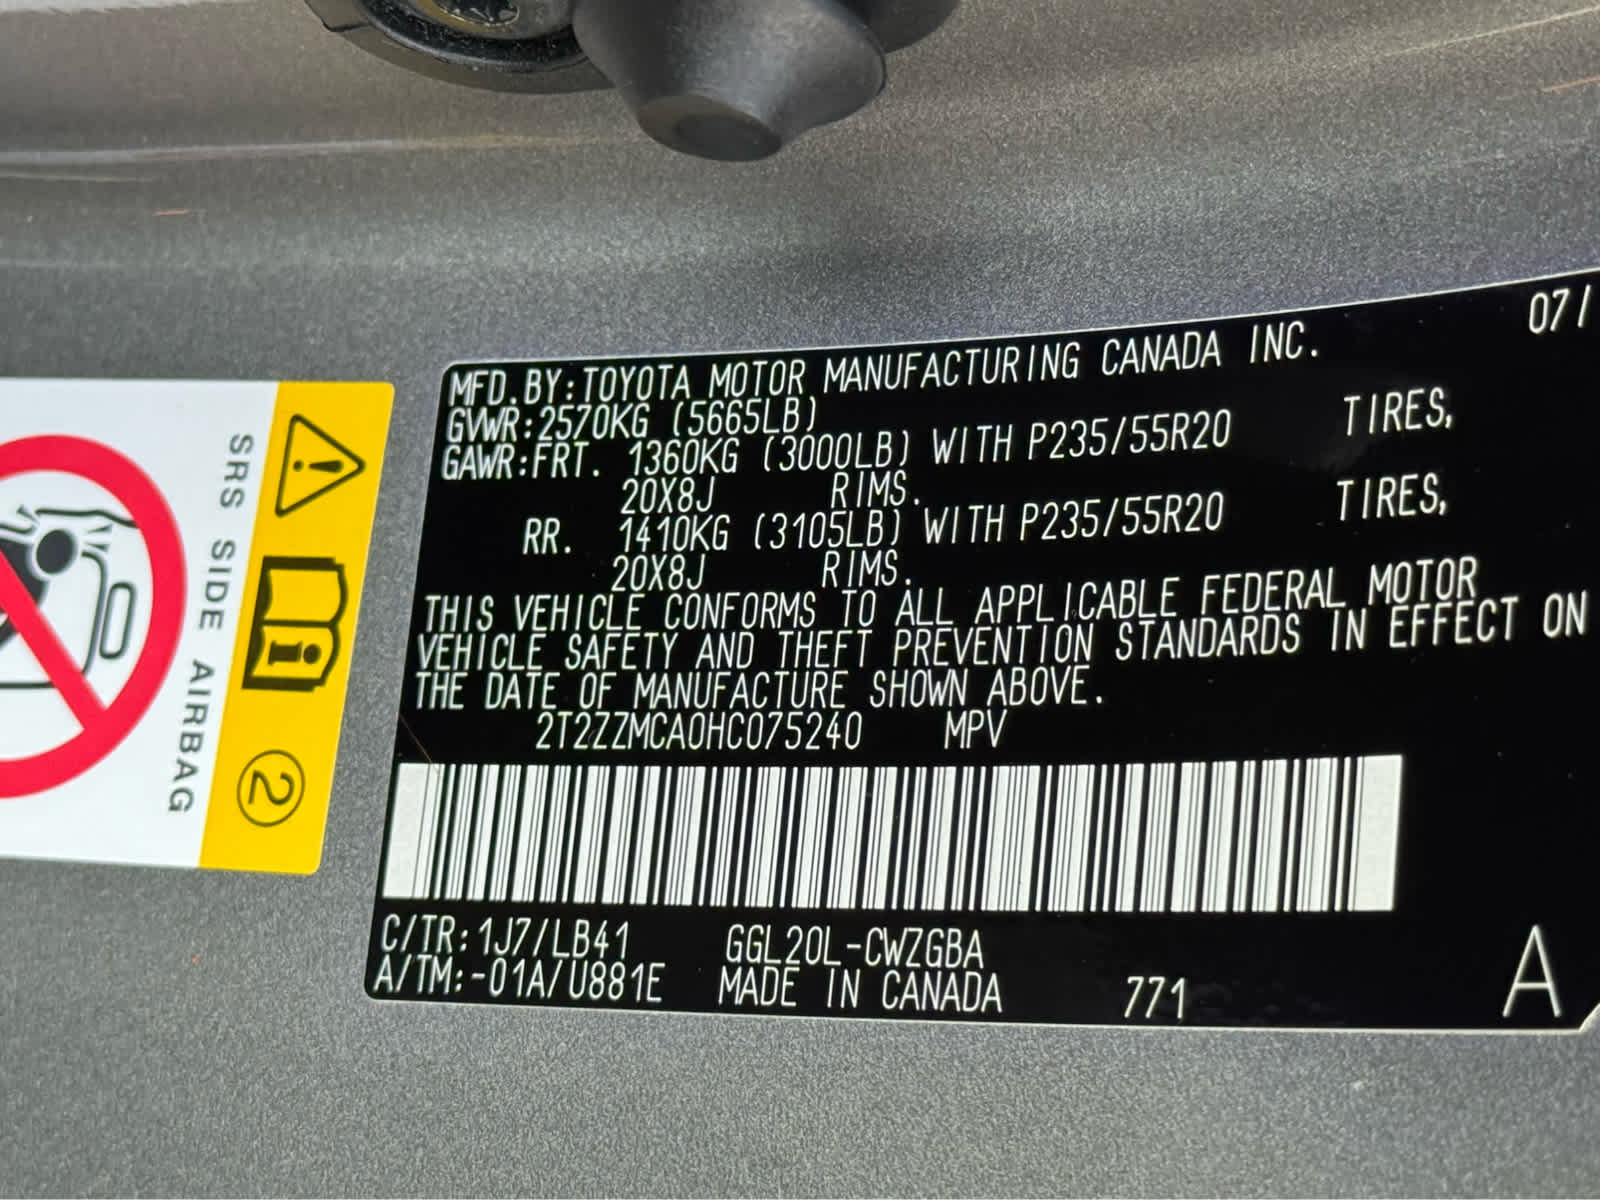 07/
MFD.BY:TOYOTA MOTOR MANUFACTURING CANADA INC.
GVWR:2570KG (5665LB)
GAWR:FRT. 1360KG (3000LB) WITH P235/55R20 TIRES,
20X8J RIMS.
RR. 1410KG (3105LB) WITH P235/55R20 TIRES,
20X8J RIMS.
THIS VEHICLE CONFORMS TO ALL APPLICABLE FEDERAL MOTOR
VEHICLE SAFETY AND THEFT PREVENTION STANDARDS IN EFFECT ON
THE DATE OF MANUFACTURE SHOWN ABOVE.
2T2ZZMCA0HC075240 MPV
C/TR:1J7/LB41 GGL20L-CWZGBA
A/TM:-01A/U881E MADE IN CANADA 771 A
SRS SIDE AIRBAG
2